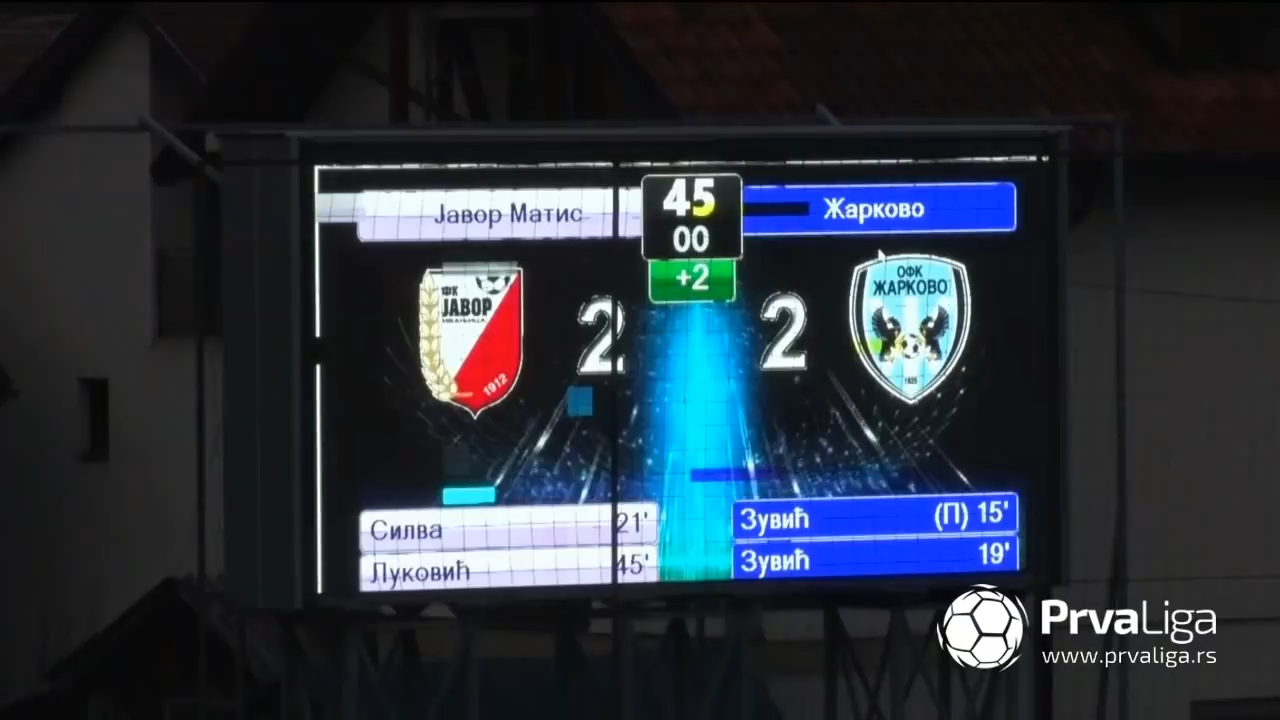 Јавор Матис
45
00
+2
Жарково
ФК
ЈАВОР
1912
2
2
ОФК
ЖАРКОВО
1925
Силва 21'
Луковић 45'
Зувић (П) 15'
Зувић 19'
PrvaLiga
www.prvaliga.rs